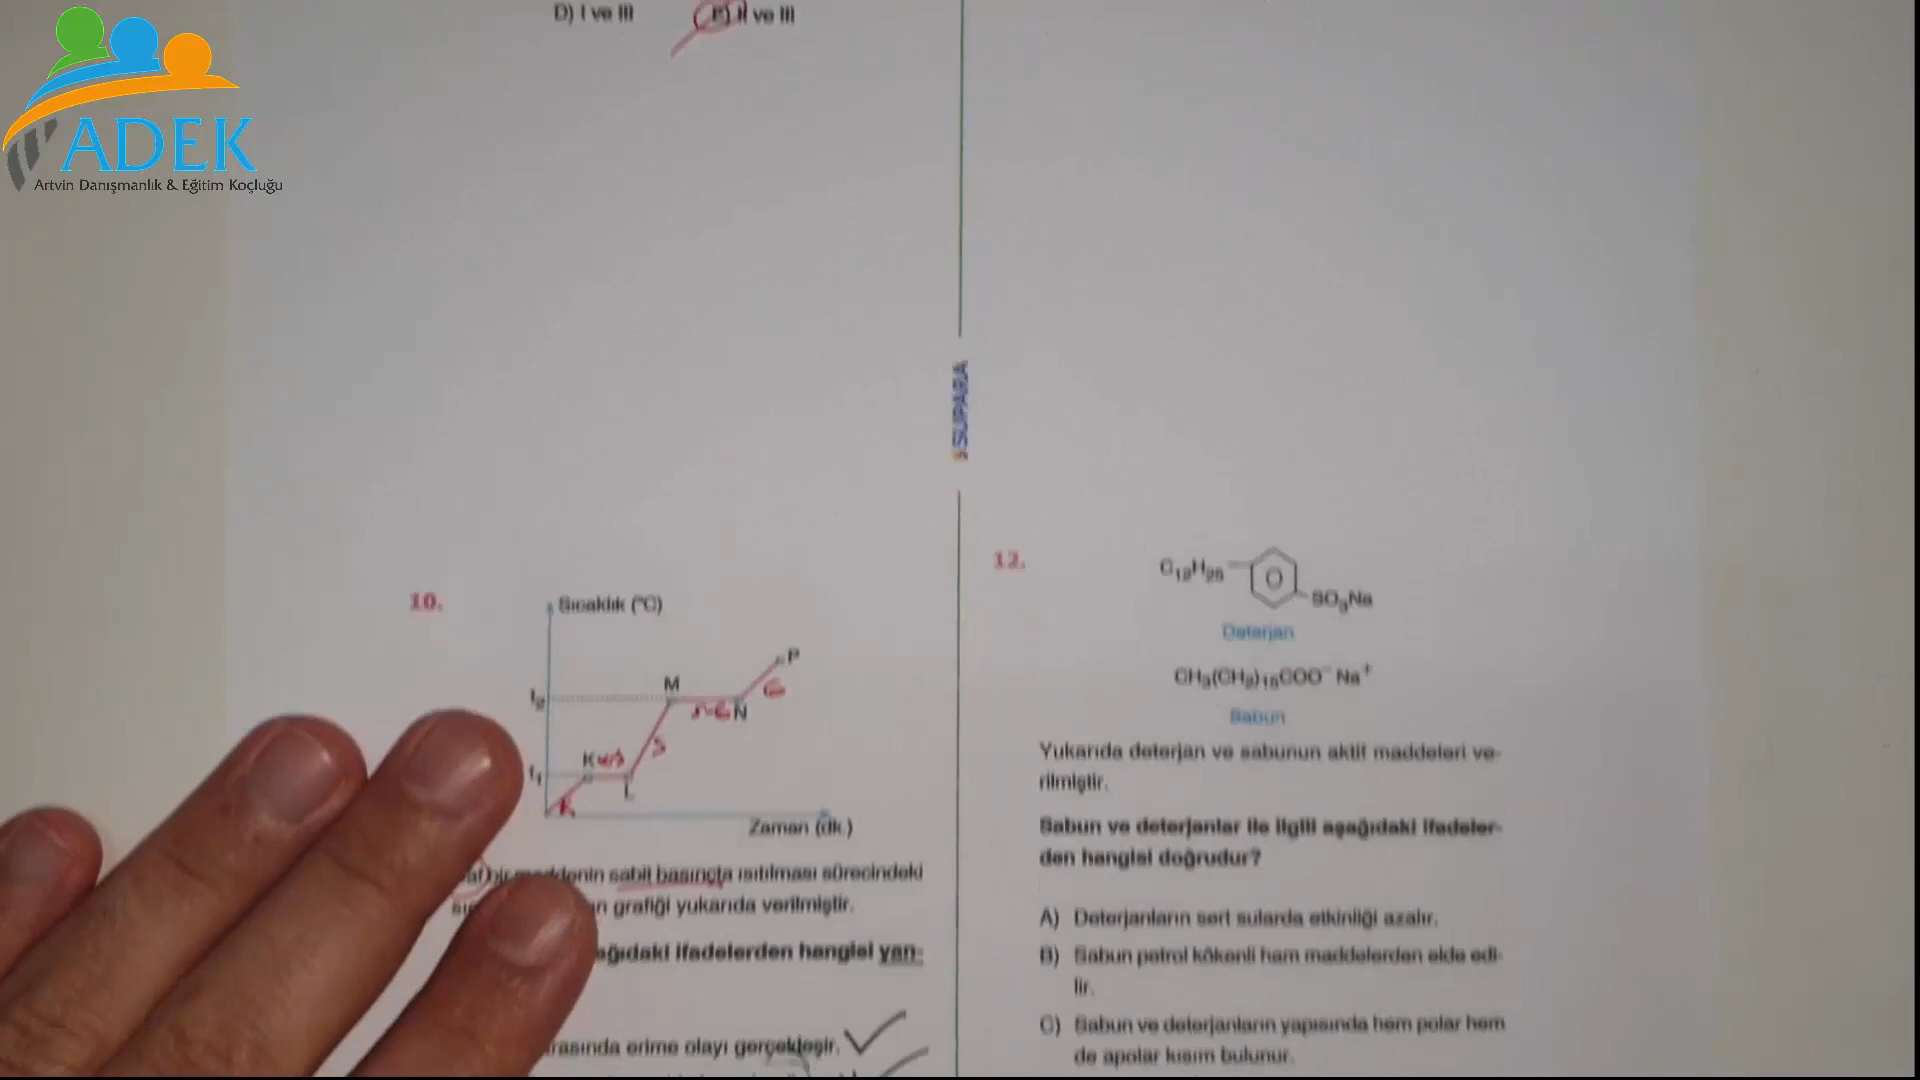 ADEK
Artvin Danışmanlık & Eğitim Koçluğu
D) I ve III
E) II ve III
SUPARA
10.
Sıcaklık (°C)
t₂
t₁
M
P
N
K
L
Zaman (dk.)
bir maddenin sabit basınçta ısıtılması sürecindeki
grafiği yukarıda verilmiştir.
ağıdaki ifadelerden hangisi yan-
rasında erime olayı gerçekleşir.
12.
C₁₂H₂₅
SO₃Na
Deterjan
CH₃(CH₂)₁₅COO⁻Na⁺
Sabun
Yukarıda deterjan ve sabunun aktif maddeleri ve-
rilmiştir.
Sabun ve deterjanlar ile ilgili aşağıdaki ifadeler-
den hangisi doğrudur?
A) Deterjanların sert sularda etkinliği azalır.
B) Sabun petrol kökenli ham maddelerden elde edi-
lir.
C) Sabun ve deterjanların yapısında hem polar hem
de apolar kısım bulunur.